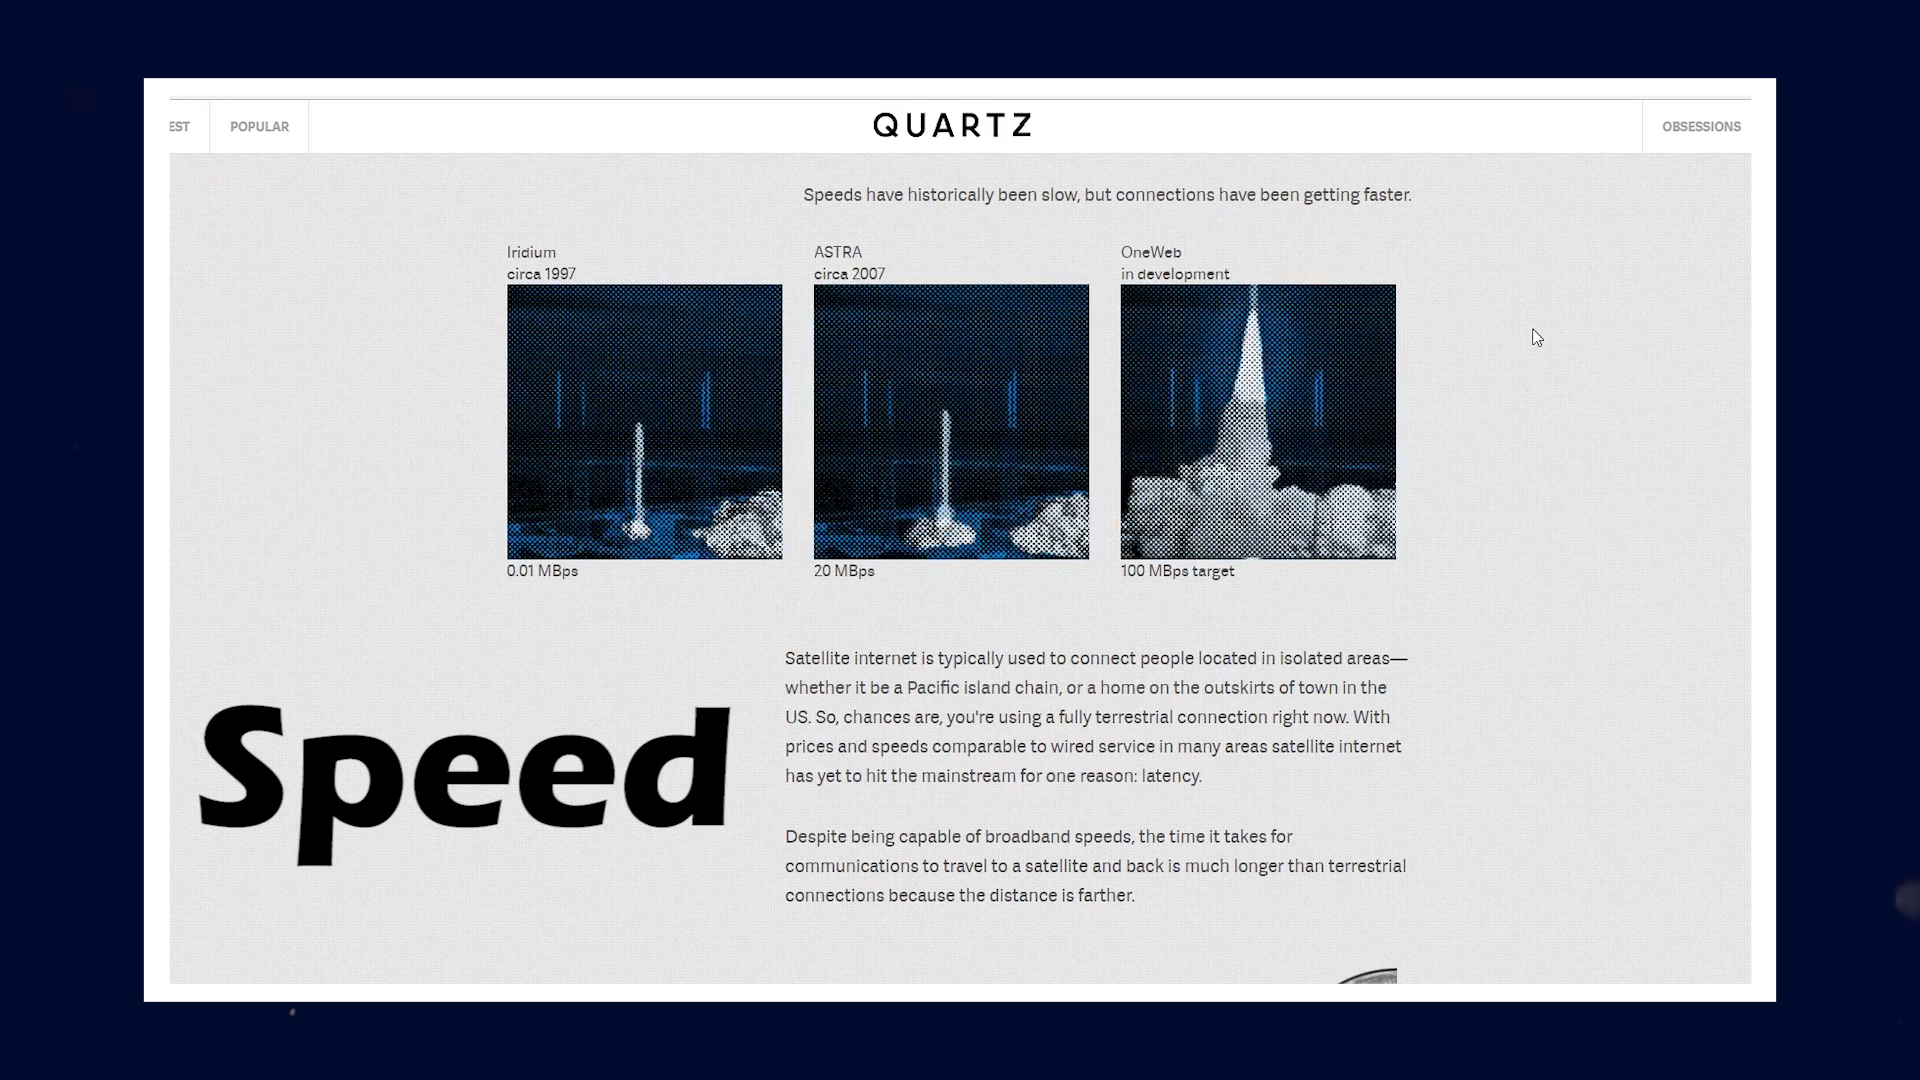 EST
POPULAR
QUARTZ
OBSESSIONS
Speeds have historically been slow, but connections have been getting faster.
Iridium
circa 1997
ASTRA
circa 2007
OneWeb
in development
0.01 MBps
20 MBps
100 MBps target
Speed
Satellite internet is typically used to connect people located in isolated areas—
whether it be a Pacific island chain, or a home on the outskirts of town in the
US. So, chances are, you're using a fully terrestrial connection right now. With
prices and speeds comparable to wired service in many areas satellite internet
has yet to hit the mainstream for one reason: latency.
Despite being capable of broadband speeds, the time it takes for
communications to travel to a satellite and back is much longer than terrestrial
connections because the distance is farther.